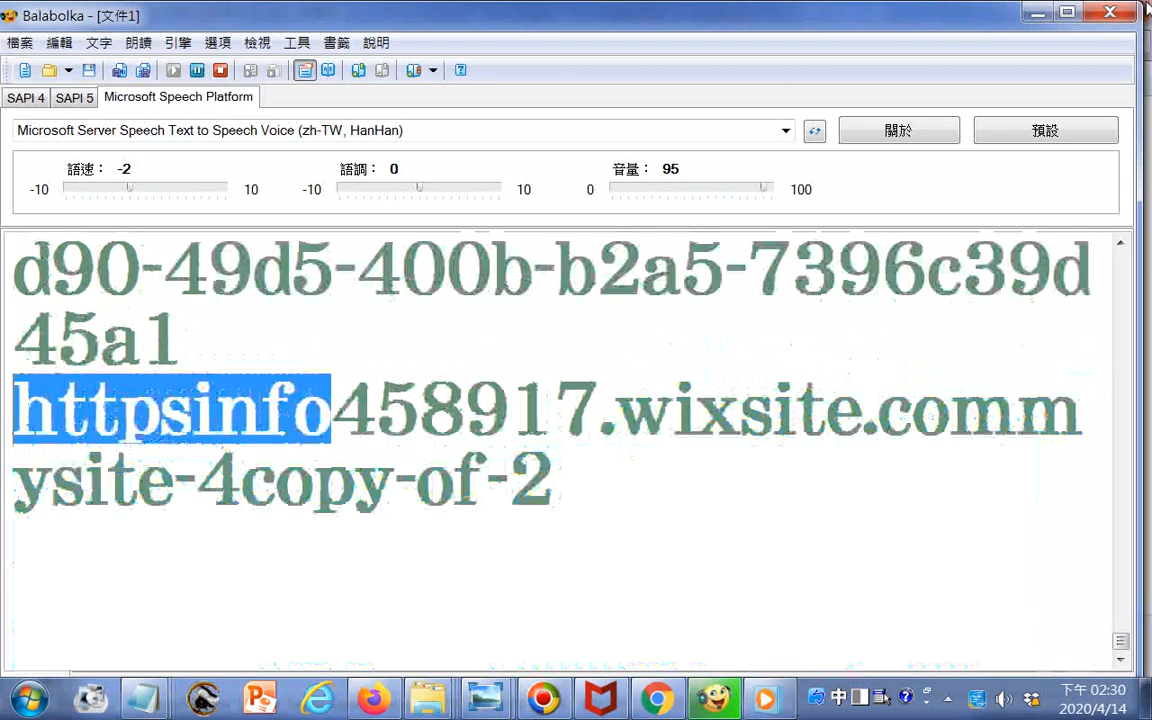 Balabolka - [文件1]
檔案 編輯 文字 朗讀 引擎 選項 檢視 工具 書籤 說明
SAPI 4 SAPI 5 Microsoft Speech Platform
Microsoft Server Speech Text to Speech Voice (zh-TW, HanHan) 關於 預設
語速： -2 語調： 0 音量： 95
-10 10 -10 10 0 100
d90-49d5-400b-b2a5-7396c39d
45a1
httpsinfo458917.wixsite.comm
ysite-4copy-of-2
中
下午 02:30
2020/4/14